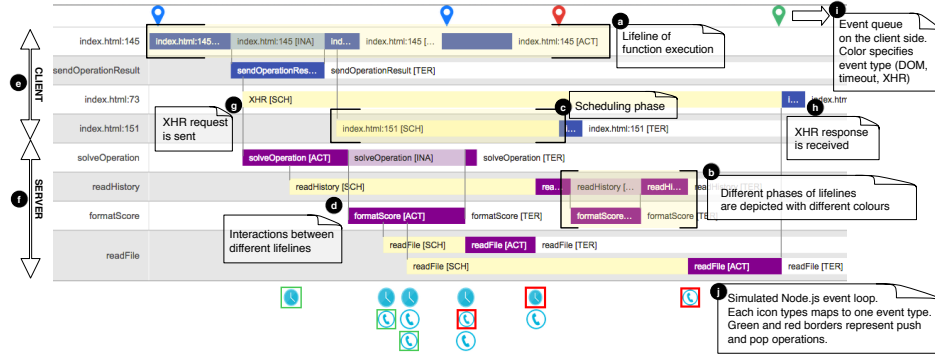 i
Event queue
on the client side.
Color specifies
event type (DOM,
timeout, XHR)
a
Lifeline of
function execution
index.html:145
index.html:145...
index.html:145 [INA]
ind...
index.html:145 [...
index.html:145 [ACT]
sendOperationResult
sendOperationRes...
sendOperationResult [TER]
e
CLIENT
index.html:73
g
XHR [SCH]
I...
index.htm
XHR request
is sent
c
Scheduling phase
h
XHR response
is received
index.html:151
index.html:151 [SCH]
I...
index.html:151 [TER]
solveOperation
solveOperation [ACT]
solveOperation [INA]
solveOperation [TER]
f
SERVER
readHistory
readHistory [SCH]
rea...
readHistory [...
readHi...
b
Different phases of lifelines
are depicted with different colours
formatScore
d
formatScore [ACT]
formatScore [TER]
formatScore...
formatScore [TER]
Interactions between
different lifelines
readFile
readFile [SCH]
readFile [ACT]
readFile [TER]
readFile [SCH]
readFile [ACT]
readFile [TER]
j
Simulated Node.js event loop.
Each icon types maps to one event type.
Green and red borders represent push
and pop operations.